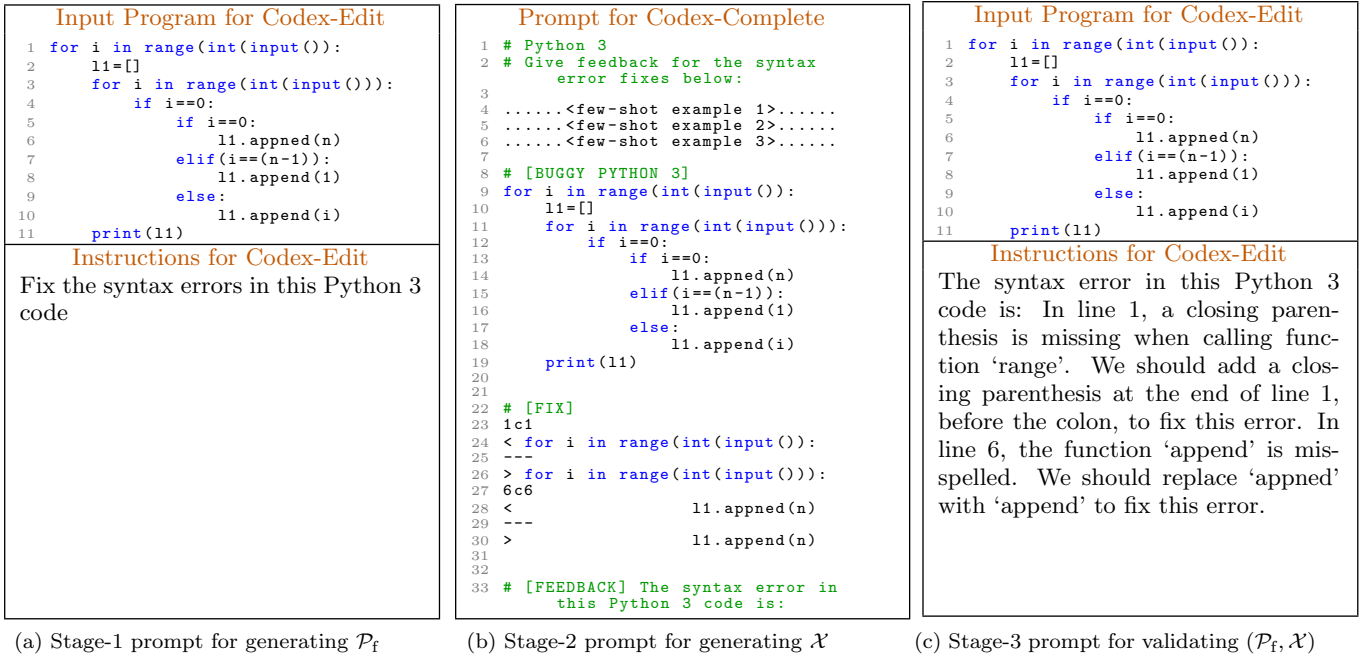 Input Program for Codex-Edit
1 for i in range(int(input()):
2     l1=[]
3     for i in range(int(input())):
4         if i==0:
5             if i==0:
6                 l1.appned(n)
7             elif(i==(n-1)):
8                 l1.append(1)
9             else:
10                 l1.append(i)
11     print(l1)
Instructions for Codex-Edit
Fix the syntax errors in this Python 3
code
(a) Stage-1 prompt for generating 𝒫f
Prompt for Codex-Complete
1 # Python 3
2 # Give feedback for the syntax
error fixes below:
3
4 ......<few-shot example 1>......
5 ......<few-shot example 2>......
6 ......<few-shot example 3>......
7
8 # [BUGGY PYTHON 3]
9 for i in range(int(input()):
10     l1=[]
11     for i in range(int(input())):
12         if i==0:
13             if i==0:
14                 l1.appned(n)
15             elif(i==(n-1)):
16                 l1.append(1)
17             else:
18                 l1.append(i)
19     print(l1)
20
21
22 # [FIX]
23 1c1
24 < for i in range(int(input()):
25 ---
26 > for i in range(int(input())):
27 6c6
28 <                 l1.appned(n)
29 ---
30 >                 l1.append(n)
31
32
33 # [FEEDBACK] The syntax error in
this Python 3 code is:
(b) Stage-2 prompt for generating 𝒳
Input Program for Codex-Edit
1 for i in range(int(input()):
2     l1=[]
3     for i in range(int(input())):
4         if i==0:
5             if i==0:
6                 l1.appned(n)
7             elif(i==(n-1)):
8                 l1.append(1)
9             else:
10                 l1.append(i)
11     print(l1)
Instructions for Codex-Edit
The syntax error in this Python 3
code is: In line 1, a closing paren-
thesis is missing when calling func-
tion ‘range’. We should add a clos-
ing parenthesis at the end of line 1,
before the colon, to fix this error. In
line 6, the function ‘append’ is mis-
spelled. We should replace ‘appned’
with ‘append’ to fix this error.
(c) Stage-3 prompt for validating (𝒫f, 𝒳)